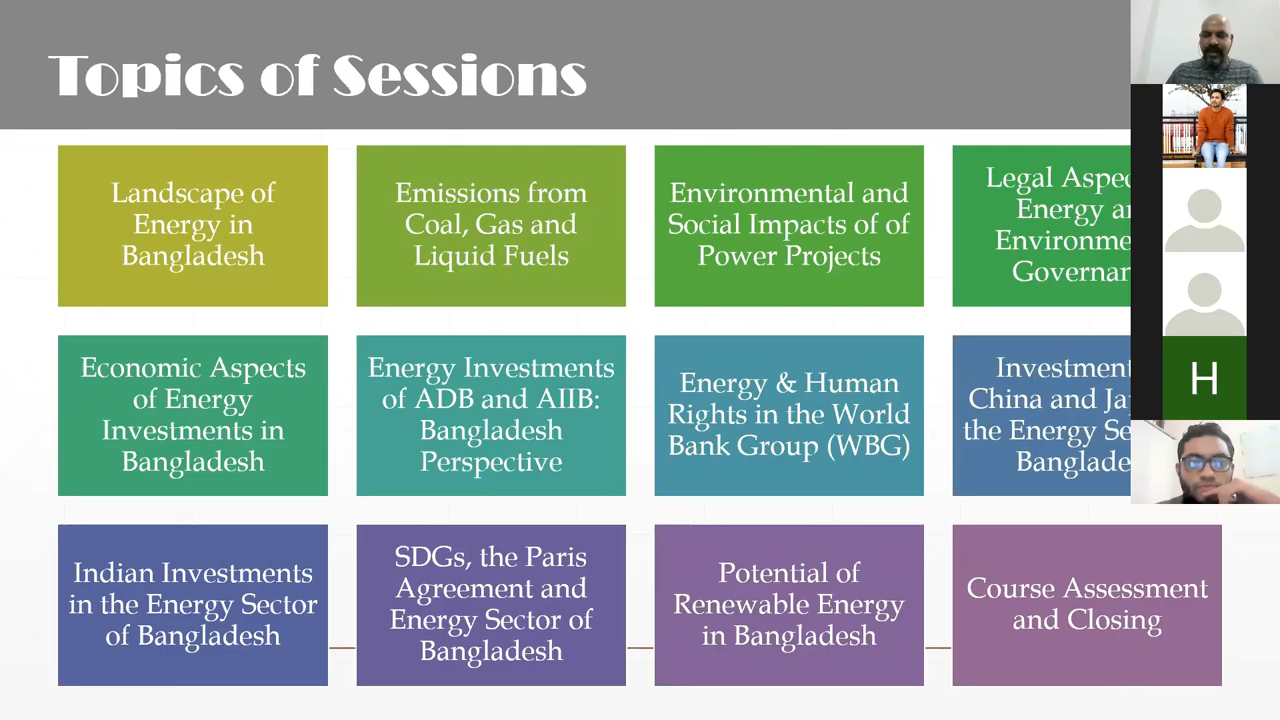 Topics of Sessions
Landscape of
Energy in
Bangladesh
Emissions from
Coal, Gas and
Liquid Fuels
Environmental and
Social Impacts of of
Power Projects
Legal
Energy
Economic Aspects
of Energy
Investments in
Bangladesh
Energy Investments
of ADB and AIIB:
Bangladesh
Perspective
Energy & Human
Rights in the World
Bank Group (WBG)
China and
the Energy
Indian Investments
in the Energy Sector
of Bangladesh
SDGs, the Paris
Agreement and
Energy Sector of
Bangladesh
Potential of
Renewable Energy
in Bangladesh
Course Assessment
and Closing
H